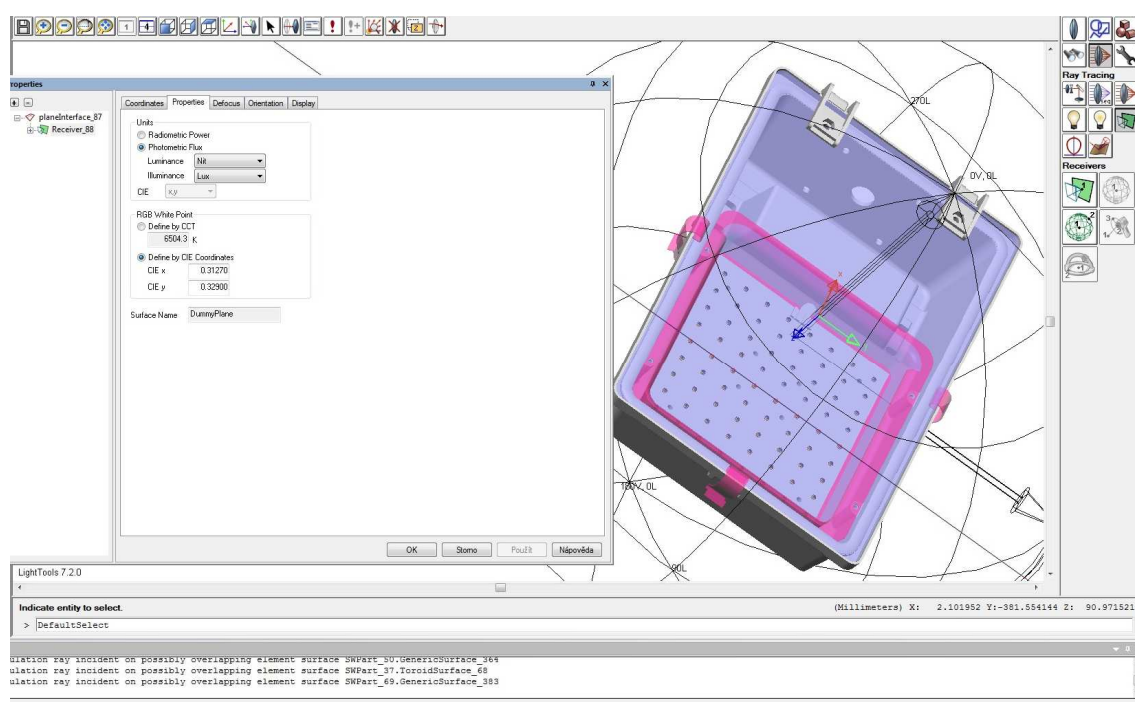 roperties
planeInterface_87
Receiver_88
Coordinates Properties Defocus Orientation Display
Units
Radiometric Power
Photometric Flux
Luminance Nit
Illuminance Lux
CIE x,y
RGB White Point
Define by CCT
6504.3 K
Define by CIE Coordinates
CIE x 0.31270
CIE y 0.32900
Surface Name DummyPlane
OK Storno Použít Nápověda
270L
0V, 0L
180V, 0L
90L
x
Ray Tracing
Receivers
LightTools 7.2.0
Indicate entity to select.
(Millimeters) X: 2.101952 Y:-381.554144 Z: 90.971521
> DefaultSelect
ulation ray incident on possibly overlapping element surface SWPart_50.GenericSurface_364
ulation ray incident on possibly overlapping element surface SWPart_37.ToroidSurface_68
ulation ray incident on possibly overlapping element surface SWPart_69.GenericSurface_383